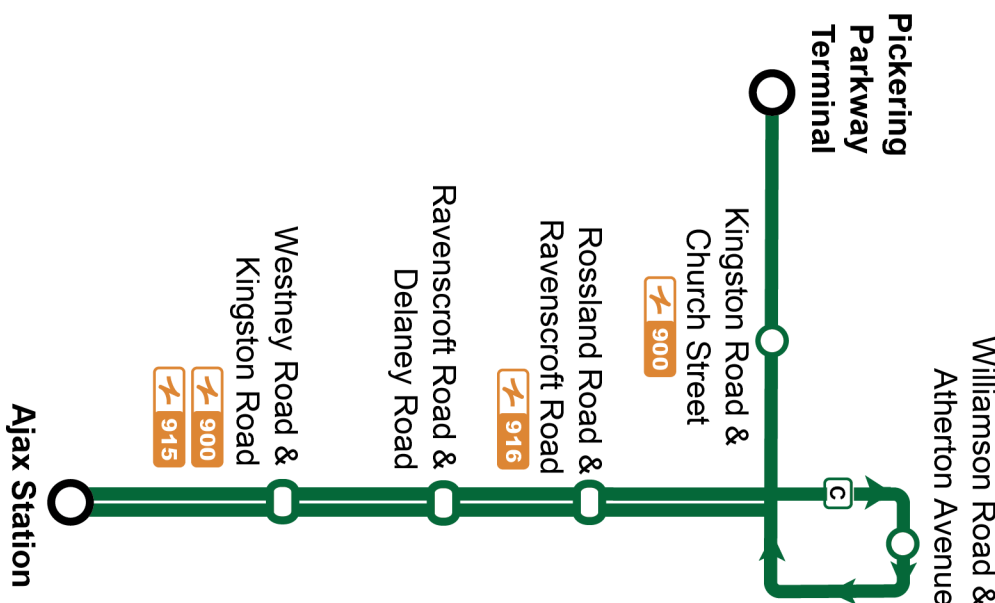 Pickering
Parkway
Terminal
Kingston Road &
Church Street
900
Williamson Road &
Atherton Avenue
C
Rossland Road &
Ravenscroft Road
916
Ravenscroft Road &
Delaney Road
Westney Road &
Kingston Road
900
915
Ajax Station